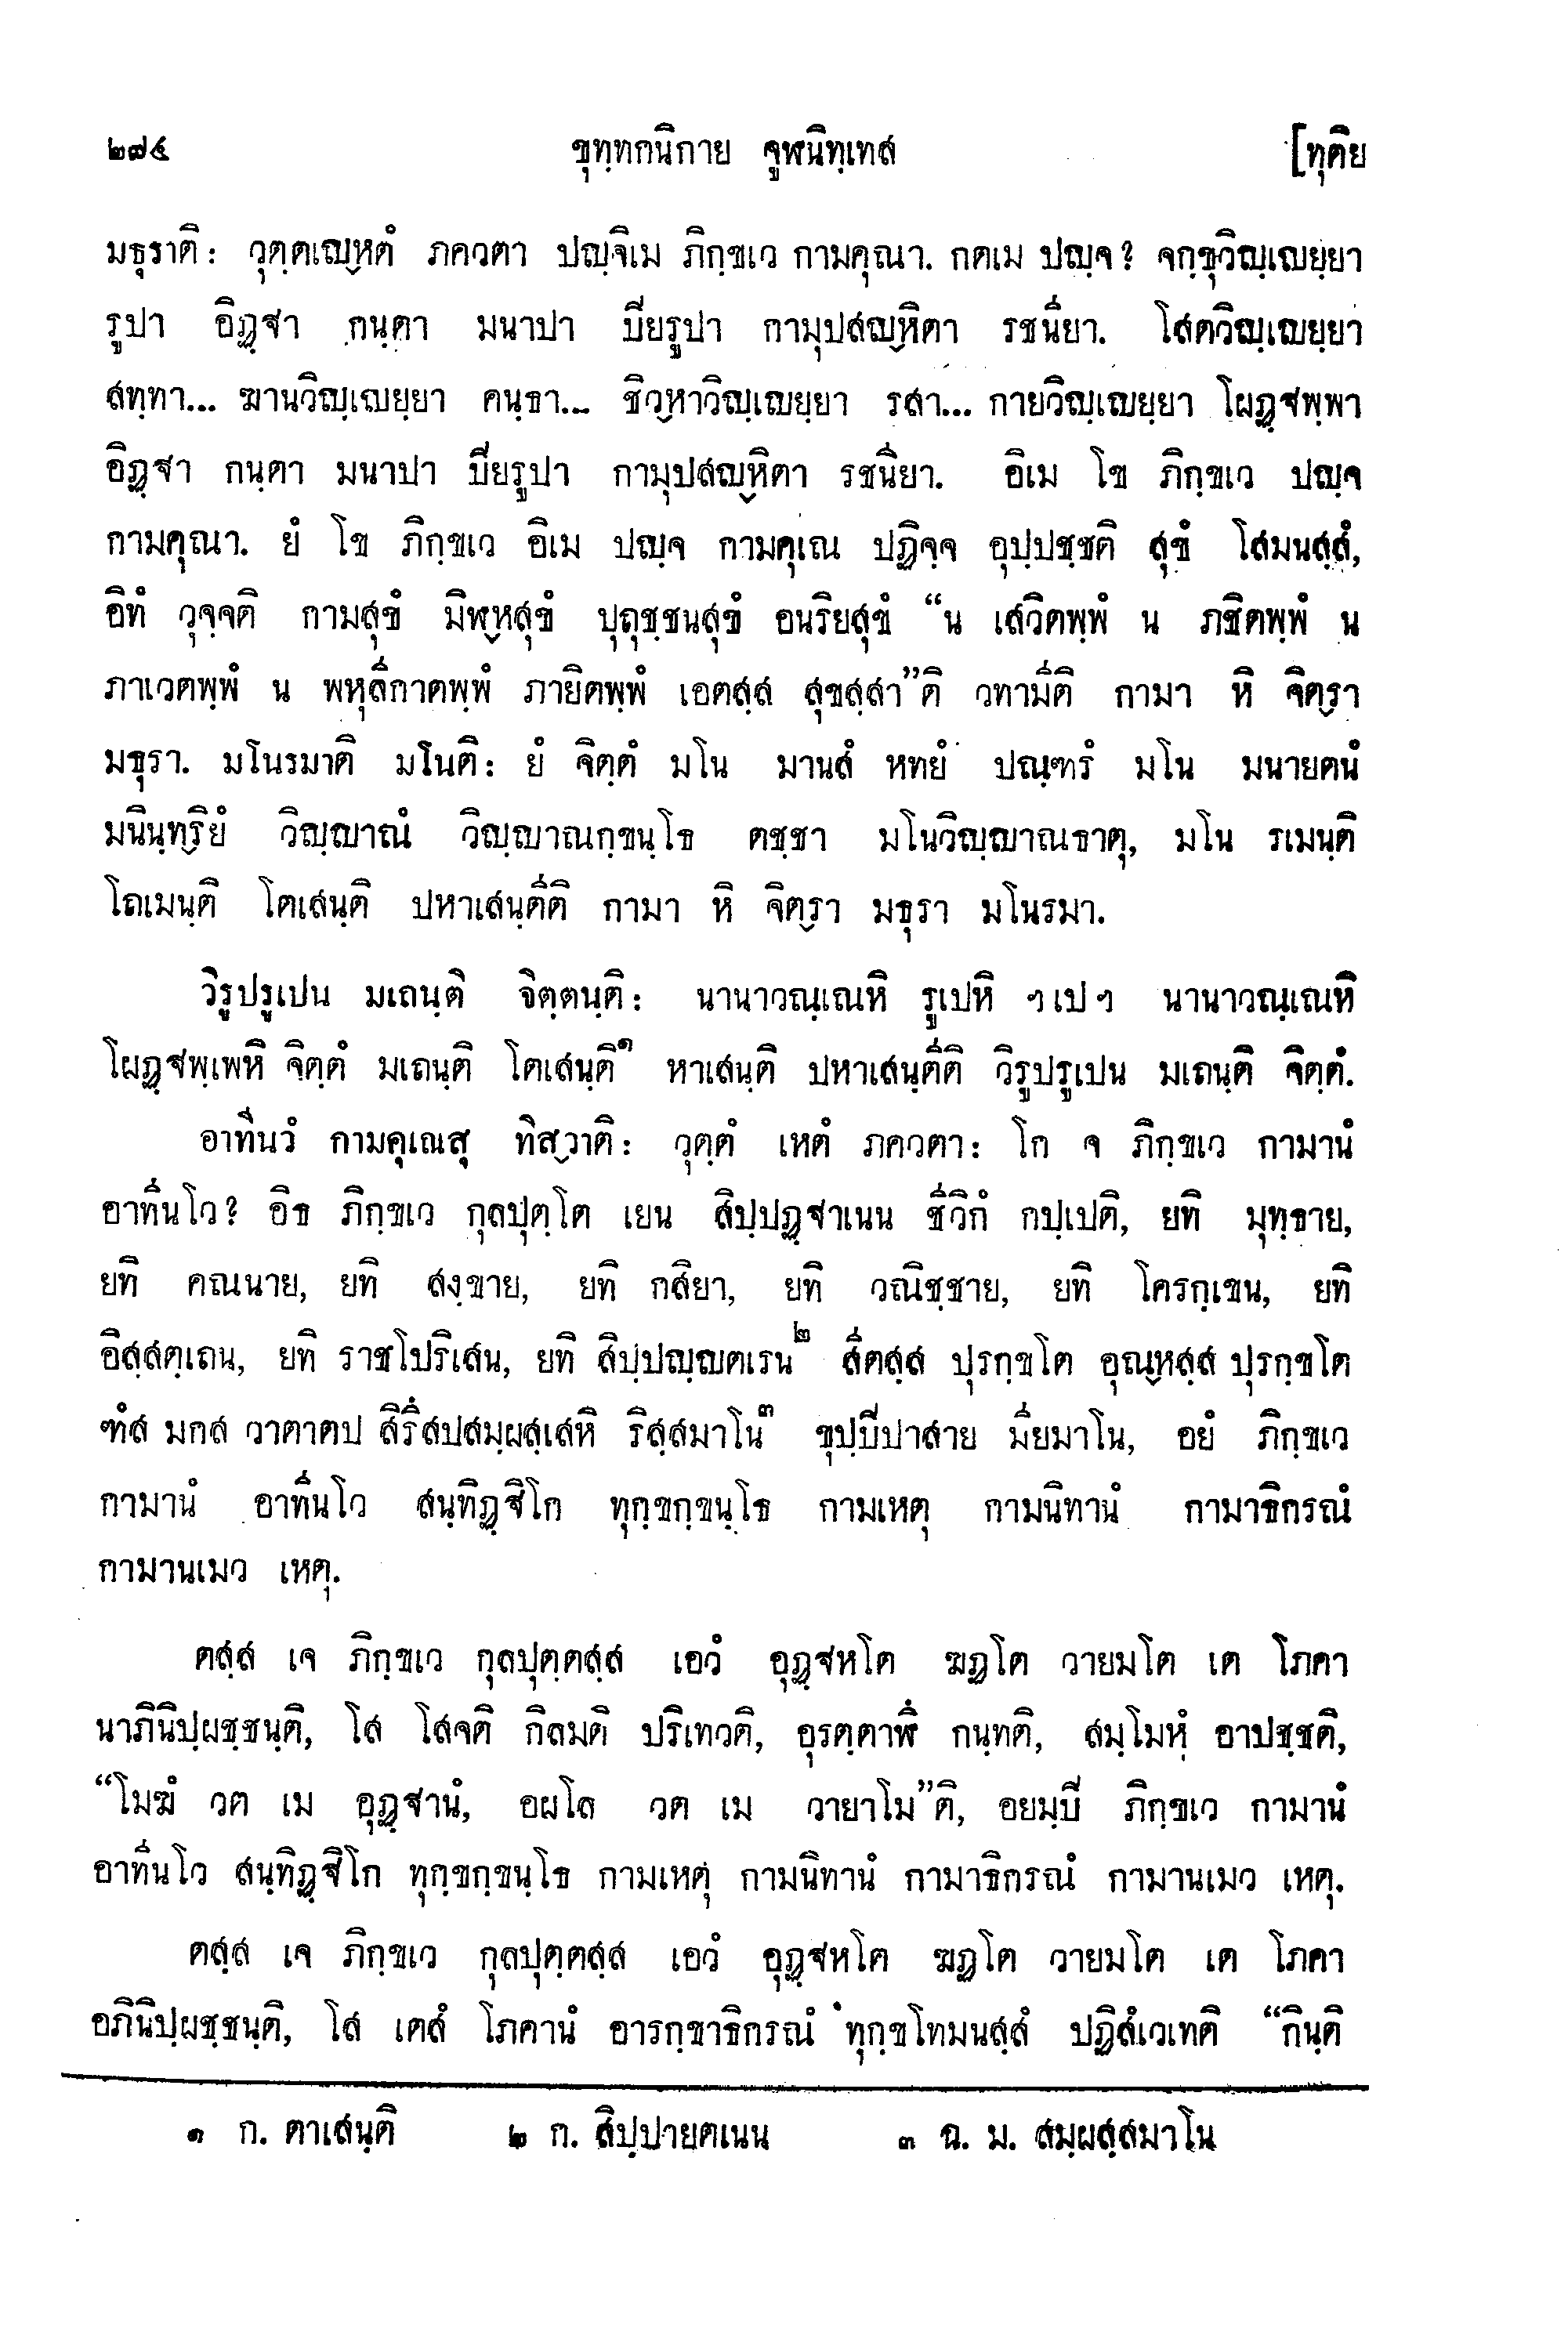 ๒๗๔ ขุทฺทกนิกาย จูฬนิทฺเทส [ทุติย
มธุราติ: วุตฺตเญฺหตํ ภควตา ปญฺจิเม ภิกฺขเว กามคุณา. กตเม ปญฺจ? จกฺขุวิญฺเญยฺยา
รูปา อิฏฺฐา กนฺตา มนาปา ปิยรูปา กามุปสญฺหิตา รชนียา. โสตวิญฺเญยฺยา
สทฺทา... ฆานวิญฺเญยฺยา คนฺธา... ชิวฺหาวิญฺเญยฺยา รสา... กายวิญฺเญยฺยา โผฏฺฐพฺพา
อิฏฺฐา กนฺตา มนาปา ปิยรูปา กามุปสญฺหิตา รชนียา. อิเม โข ภิกฺขเว ปญฺจ
กามคุณา. ยํ โข ภิกฺขเว อิเม ปญฺจ กามคุเณ ปฏิจฺจ อุปฺปชฺชติ สุขํ โสมนสฺสํ,
อิทํ วุจฺจติ กามสุขํ มิฬฺหสุขํ ปุถุชฺชนสุขํ อนริยสุขํ “น เสวิตพฺพํ น ภชิตพฺพํ น
ภาเวตพฺพํ น พหุลีกาตพฺพํ ภายิตพฺพํ เอตสฺส สุขสฺสา”ติ วทามีติ กามา หิ จิตฺรา
มธุรา. มโนรมาติ มโนติ: ยํ จิตฺตํ มโน มานสํ หทยํ ปณฺฑรํ มโน มนายตนํ
มนินฺทฺริยํ วิญฺญาณํ วิญฺญาณกฺขนฺโธ ตชฺชา มโนวิญฺญาณธาตุ, มโน รเมนฺติ
โถเมนฺติ โตเสนฺติ ปหาเสนฺตีติ กามา หิ จิตฺรา มธุรา มโนรมา.
วิรูปรูเปน มเถนฺติ จิตฺตนฺติ: นานาวณฺเณหิ รูเปหิ ฯเปฯ นานาวณฺเณหิ
โผฏฺฐพฺเพหิ จิตฺตํ มเถนฺติ โตเสนฺติ๑ หาเสนฺติ ปหาเสนฺตีติ วิรูปรูเปน มเถนฺติ จิตฺตํ.
อาทีนวํ กามคุเณสุ ทิสฺวาติ: วุตฺตํ เหตํ ภควตา: โก จ ภิกฺขเว กามานํ
อาทีนโว? อิธ ภิกฺขเว กุลปุตฺโต เยน สิปฺปฏฺฐาเนน ชีวิกํ กปฺเปติ, ยทิ มุทฺธาย,
ยทิ คณนาย, ยทิ สงฺขาย, ยทิ กสิยา, ยทิ วณิชฺชาย, ยทิ โครกฺเขน, ยทิ
อิสฺสตฺเถน, ยทิ ราชโปริเสน, ยทิ สิปฺปญฺญตเรน๒ สีตสฺส ปุรกฺขโต อุณฺหสฺส ปุรกฺขโต
ฑํส มกส วาตาตป สิรึสปสมฺผสฺเสหิ ริสฺสมาโน๓ ขุปฺปิปาสาย มียมาโน, อยํ ภิกฺขเว
กามานํ อาทีนโว สนฺทิฏฺฐิโก ทุกฺขกฺขนฺโธ กามเหตุ กามนิทานํ กามาธิกรณํ
กามานเมว เหตุ.
ตสฺส เจ ภิกฺขเว กุลปุตฺตสฺส เอวํ อุฏฺฐหโต ฆฏโต วายมโต เต โภคา
นาภินิปฺผชฺชนฺติ, โส โสจติ กิลมติ ปริเทวติ, อุรตฺตาฬึ กนฺทติ, สมฺโมหํ อาปชฺชติ,
“โมฆํ วต เม อุฏฺฐานํ, อผโล วต เม วายาโม”ติ, อยมฺปิ ภิกฺขเว กามานํ
อาทีนโว สนฺทิฏฺฐิโก ทุกฺขกฺขนฺโธ กามเหตุ กามนิทานํ กามาธิกรณํ กามานเมว เหตุ.
ตสฺส เจ ภิกฺขเว กุลปุตฺตสฺส เอวํ อุฏฺฐหโต ฆฏโต วายมโต เต โภคา
อภินิปฺผชฺชนฺติ, โส เตสํ โภคานํ อารกฺขาธิกรณํ ทุกฺขโทมนสฺสํ ปฏิสํเวเทติ “กินฺติ
๑ ก. ตาเสนฺติ ๒ ก. สิปฺปายตเนน ๓ ฉ. ม. สมฺผสฺสมาโน